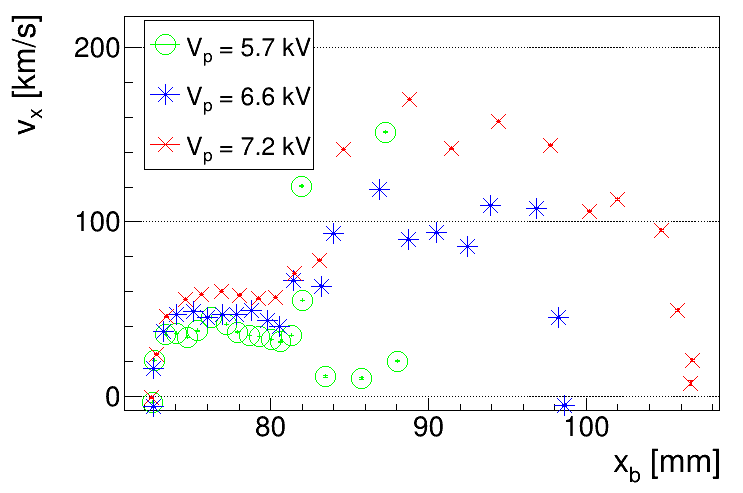 v_x [km/s]
200
100
0
V_p = 5.7 kV
V_p = 6.6 kV
V_p = 7.2 kV
80 90 100
x_b [mm]